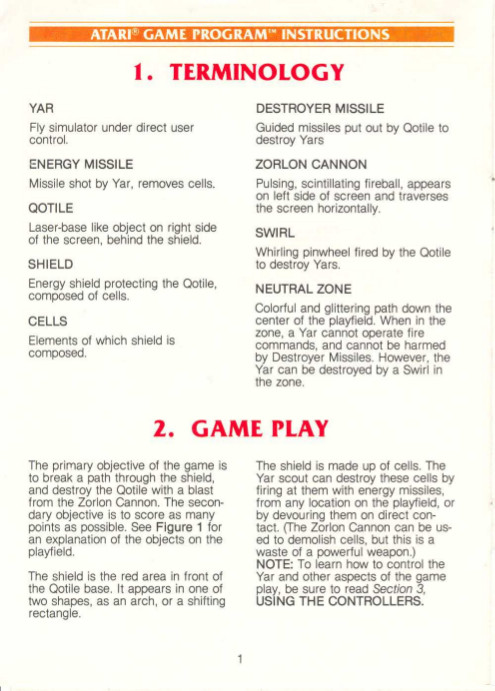 ATARI® GAME PROGRAM™ INSTRUCTIONS
1. TERMINOLOGY
YAR
Fly simulator under direct user
control.
ENERGY MISSILE
Missile shot by Yar, removes cells.
QOTILE
Laser-base like object on right side
of the screen, behind the shield.
SHIELD
Energy shield protecting the Qotile,
composed of cells.
CELLS
Elements of which shield is
composed.
DESTROYER MISSILE
Guided missiles put out by Qotile to
destroy Yars
ZORLON CANNON
Pulsing, scintillating fireball, appears
on left side of screen and traverses
the screen horizontally.
SWIRL
Whirling pinwheel fired by the Qotile
to destroy Yars.
NEUTRAL ZONE
Colorful and glittering path down the
center of the playfield. When in the
zone, a Yar cannot operate fire
commands, and cannot be harmed
by Destroyer Missiles. However, the
Yar can be destroyed by a Swirl in
the zone.
2. GAME PLAY
The primary objective of the game is
to break a path through the shield,
and destroy the Qotile with a blast
from the Zorlon Cannon. The secon-
dary objective is to score as many
points as possible. See Figure 1 for
an explanation of the objects on the
playfield.
The shield is the red area in front of
the Qotile base. It appears in one of
two shapes, as an arch, or a shifting
rectangle.
The shield is made up of cells. The
Yar scout can destroy these cells by
firing at them with energy missiles,
from any location on the playfield, or
by devouring them on direct con-
tact. (The Zorlon Cannon can be us-
ed to demolish cells, but this is a
waste of a powerful weapon.)
NOTE: To learn how to control the
Yar and other aspects of the game
play, be sure to read Section 3,
USING THE CONTROLLERS.
1